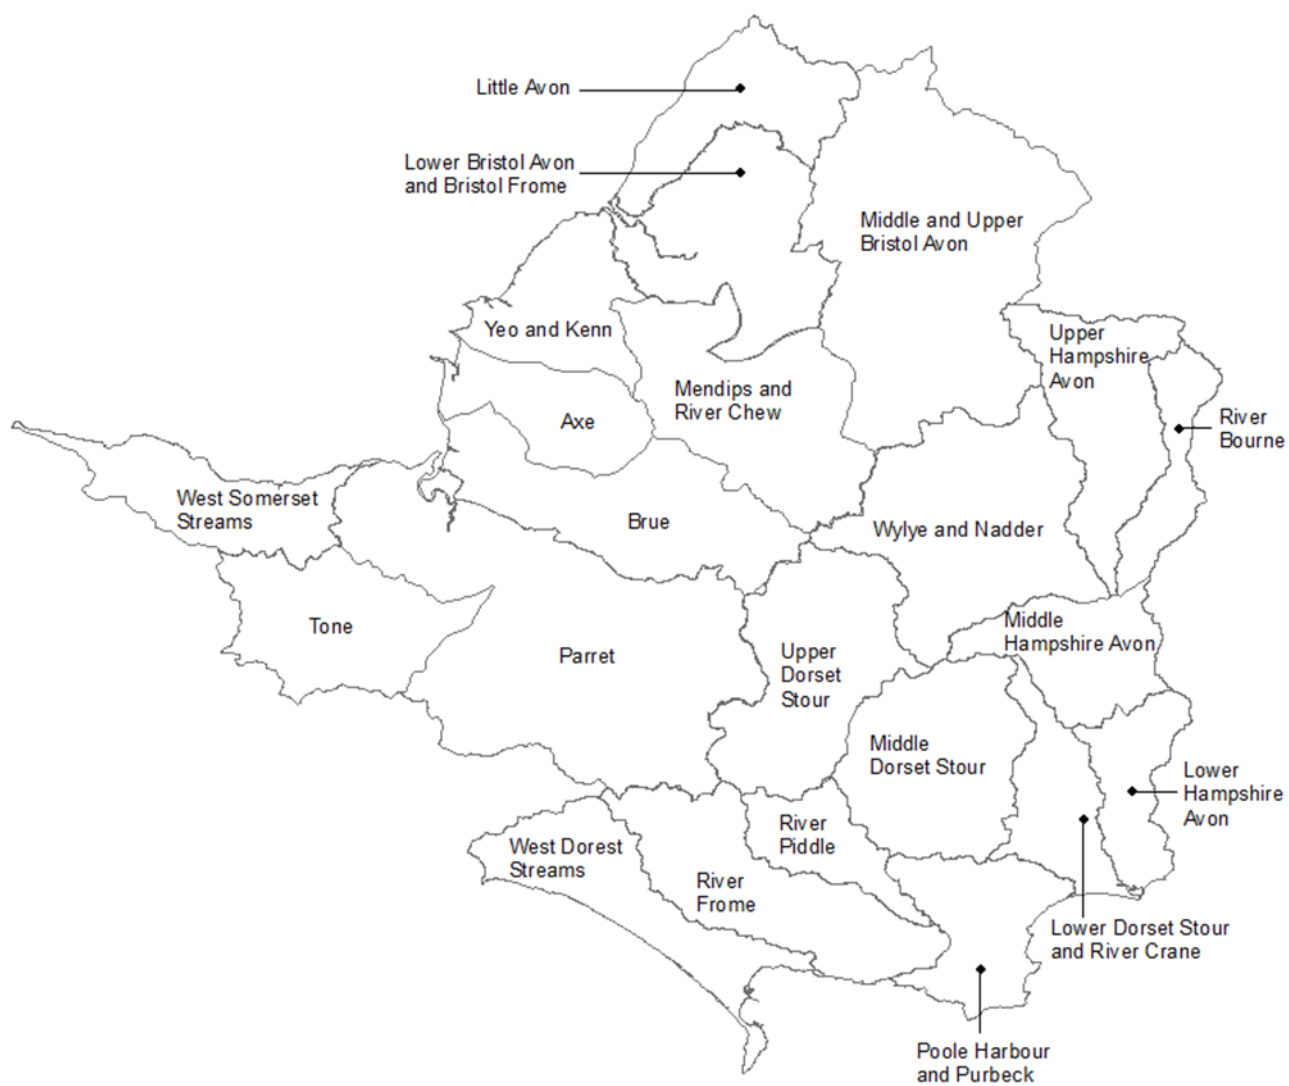 Little Avon
Lower Bristol Avon
and Bristol Frome
Middle and Upper
Bristol Avon
Yeo and Kenn
Upper
Hampshire
Avon
Mendips and
River Chew
Axe
River
Bourne
West Somerset
Streams
Brue
Wylye and Nadder
Tone
Parret
Middle
Hampshire Avon
Upper
Dorset
Stour
Middle
Dorset Stour
Lower
Hampshire
Avon
River
Piddle
West Dorest
Streams
River
Frome
Lower Dorset Stour
and River Crane
Poole Harbour
and Purbeck